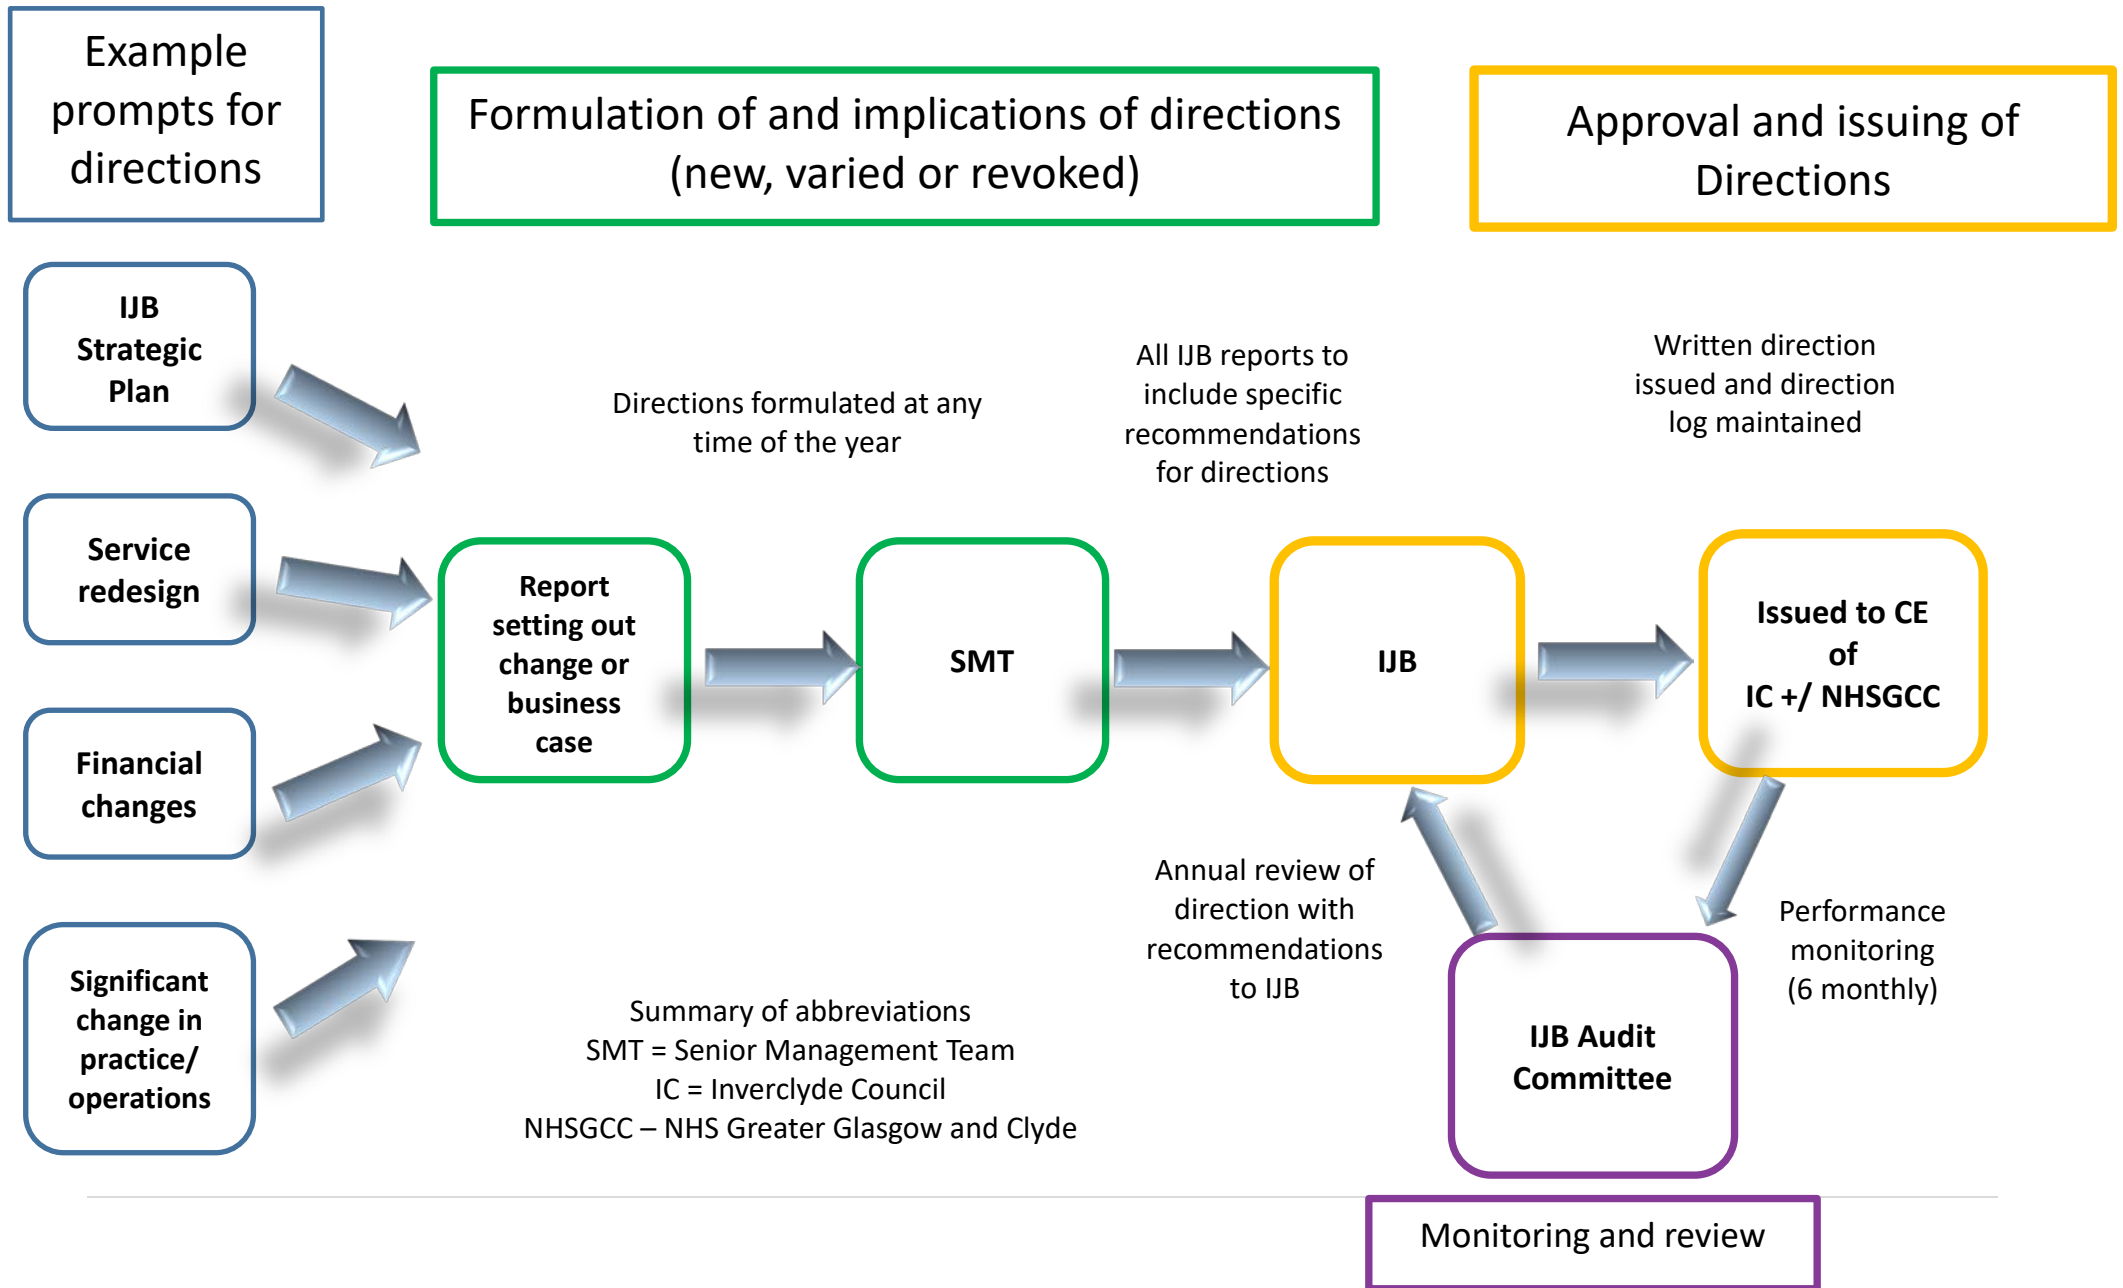 Example
prompts for
directions
Formulation of and implications of directions
(new, varied or revoked)
Approval and issuing of
Directions
IJB
Strategic
Plan
Service
redesign
Financial
changes
Significant
change in
practice/
operations
Directions formulated at any
time of the year
All IJB reports to
include specific
recommendations
for directions
Written direction
issued and direction
log maintained
Report
setting out
change or
business
case
SMT
IJB
Issued to CE
of
IC +/ NHSGCC
Annual review of
direction with
recommendations
to IJB
Performance
monitoring
(6 monthly)
IJB Audit
Committee
Summary of abbreviations
SMT = Senior Management Team
IC = Inverclyde Council
NHSGCC – NHS Greater Glasgow and Clyde
Monitoring and review